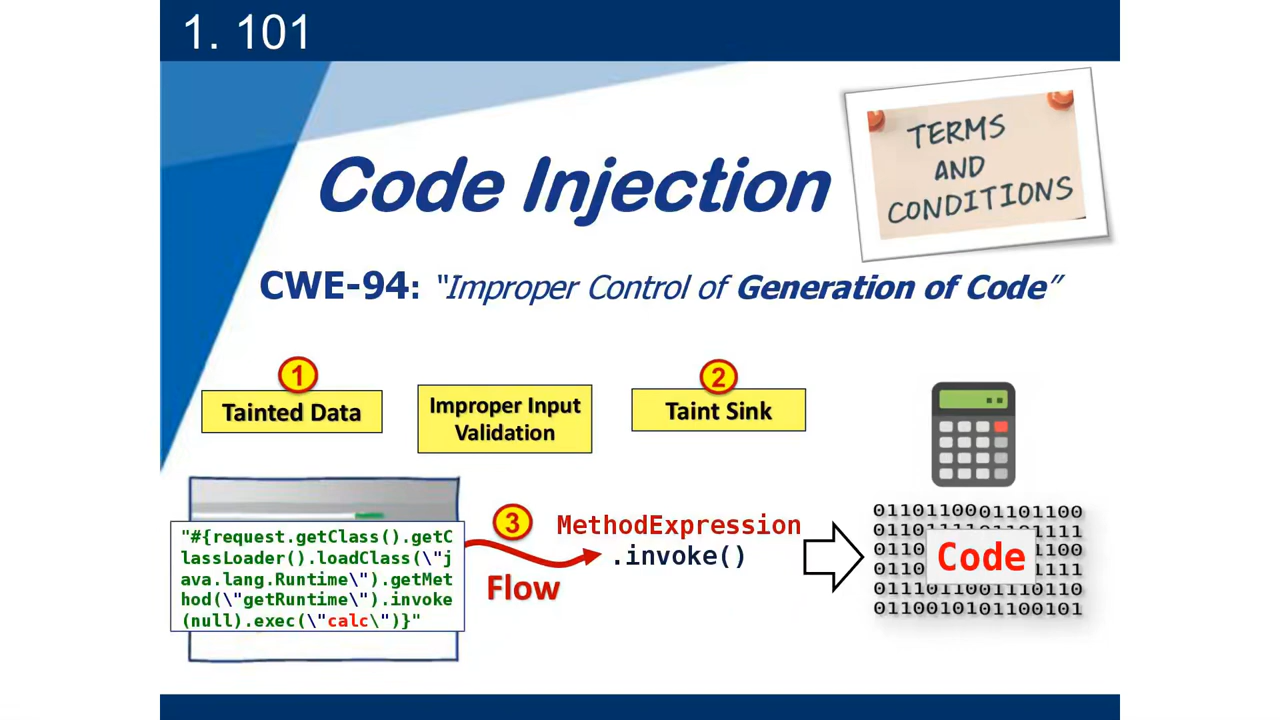 1. 101
Code Injection
TERMS
AND
CONDITIONS
CWE-94: “Improper Control of Generation of Code”
1
Tainted Data
Improper Input
Validation
2
Taint Sink
"#{request.getClass().getC
lassLoader().loadClass(\"j
ava.lang.Runtime\").getMet
hod(\"getRuntime\").invoke
(null).exec(\"calc\")}"
3
Flow
MethodExpression
.invoke()
0110110001101100
Code
0110010101100101